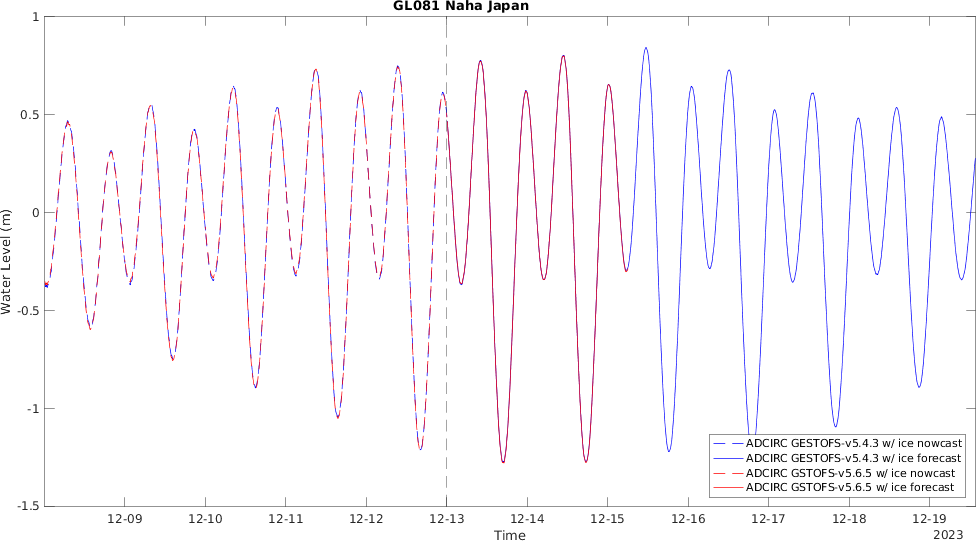 GL081 Naha Japan
1
0.5
0
-0.5
-1
-1.5
Water Level (m)
12-09
12-10
12-11
12-12
12-13
12-14
12-15
12-16
12-17
12-18
12-19
Time
2023
ADCIRC GESTOFS-v5.4.3 w/ ice nowcast
ADCIRC GESTOFS-v5.4.3 w/ ice forecast
ADCIRC GSTOFS-v5.6.5 w/ ice nowcast
ADCIRC GSTOFS-v5.6.5 w/ ice forecast